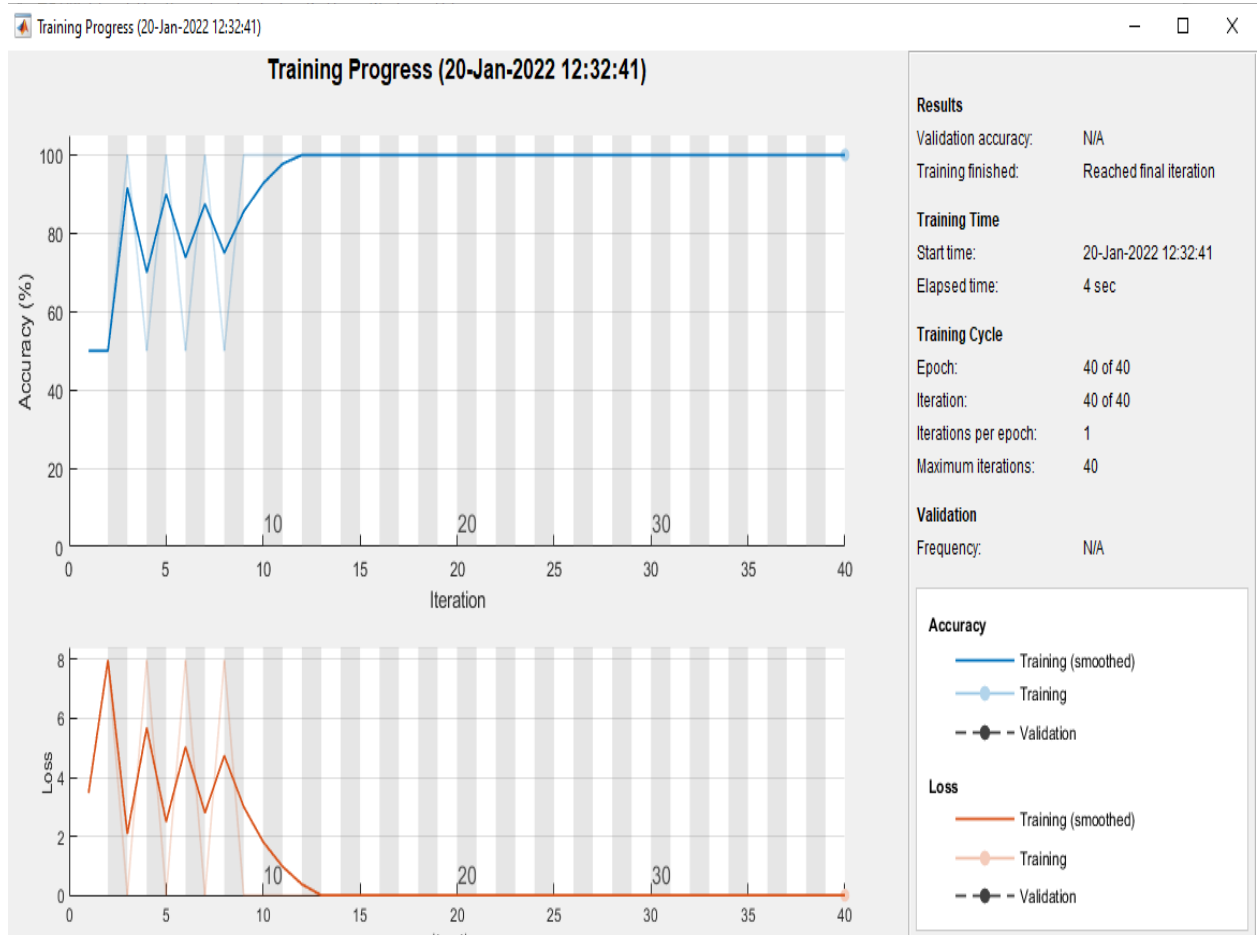 Training Progress (20-Jan-2022 12:32:41)
Training Progress (20-Jan-2022 12:32:41)
100
80
60
40
20
0
Accuracy (%)
10 20 30
0 5 10 15 20 25 30 35 40
Iteration
8
6
4
2
0
Loss
10 20 30
0 5 10 15 20 25 30 35 40
Results
Validation accuracy: N/A
Training finished: Reached final iteration
Training Time
Start time: 20-Jan-2022 12:32:41
Elapsed time: 4 sec
Training Cycle
Epoch: 40 of 40
Iteration: 40 of 40
Iterations per epoch: 1
Maximum iterations: 40
Validation
Frequency: N/A
Accuracy
Training (smoothed)
Training
Validation
Loss
Training (smoothed)
Training
Validation